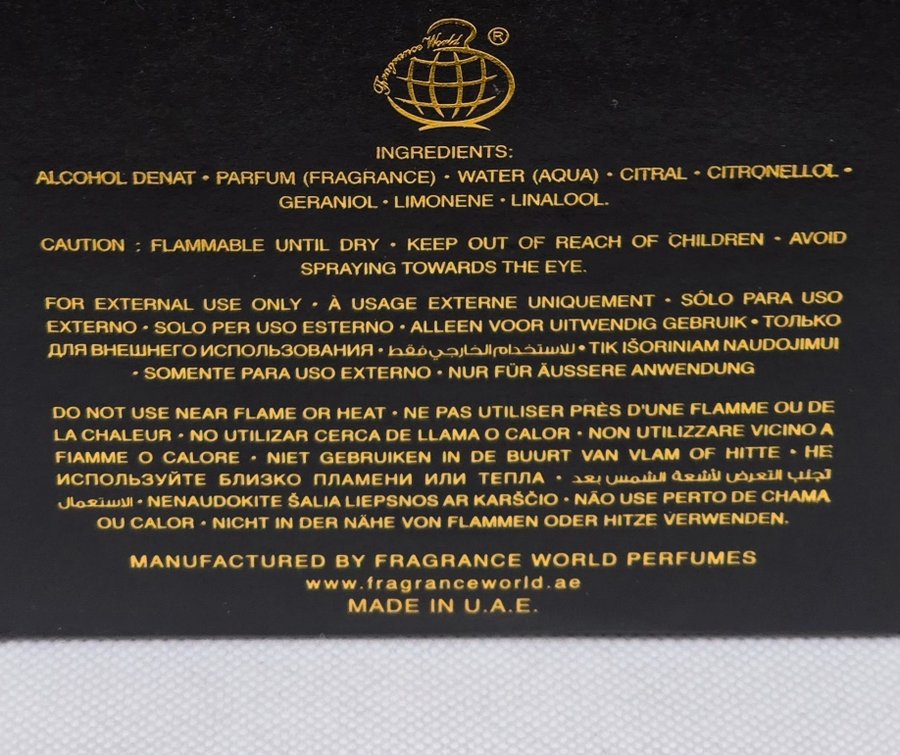 Fragrance World ®
INGREDIENTS:
ALCOHOL DENAT • PARFUM (FRAGRANCE) • WATER (AQUA) • CITRAL • CITRONELLOL •
GERANIOL • LIMONENE • LINALOOL.
CAUTION : FLAMMABLE UNTIL DRY • KEEP OUT OF REACH OF CHILDREN • AVOID
SPRAYING TOWARDS THE EYE.
FOR EXTERNAL USE ONLY • À USAGE EXTERNE UNIQUEMENT • SÓLO PARA USO
EXTERNO • SOLO PER USO ESTERNO • ALLEEN VOOR UITWENDIG GEBRUIK • ТОЛЬКО
ДЛЯ ВНЕШНЕГО ИСПОЛЬЗОВАНИЯ • للاستخدام الخارجي فقط • TIK IŠORINIAM NAUDOJIMUI
• SOMENTE PARA USO EXTERNO • NUR FÜR ÄUSSERE ANWENDUNG
DO NOT USE NEAR FLAME OR HEAT • NE PAS UTILISER PRÈS D'UNE FLAMME OU DE
LA CHALEUR • NO UTILIZAR CERCA DE LLAMA O CALOR • NON UTILIZZARE VICINO A
FIAMME O CALORE • NIET GEBRUIKEN IN DE BUURT VAN VLAM OF HITTE • НЕ
ИСПОЛЬЗУЙТЕ БЛИЗКО ПЛАМЕНИ ИЛИ ТЕПЛА • تجنب التعرض لأشعة الشمس بعد
الاستعمال • NENAUDOKITE ŠALIA LIEPSNOS AR KARŠČIO • NÃO USE PERTO DE CHAMA
OU CALOR • NICHT IN DER NÄHE VON FLAMMEN ODER HITZE VERWENDEN.
MANUFACTURED BY FRAGRANCE WORLD PERFUMES
www.fragranceworld.ae
MADE IN U.A.E.